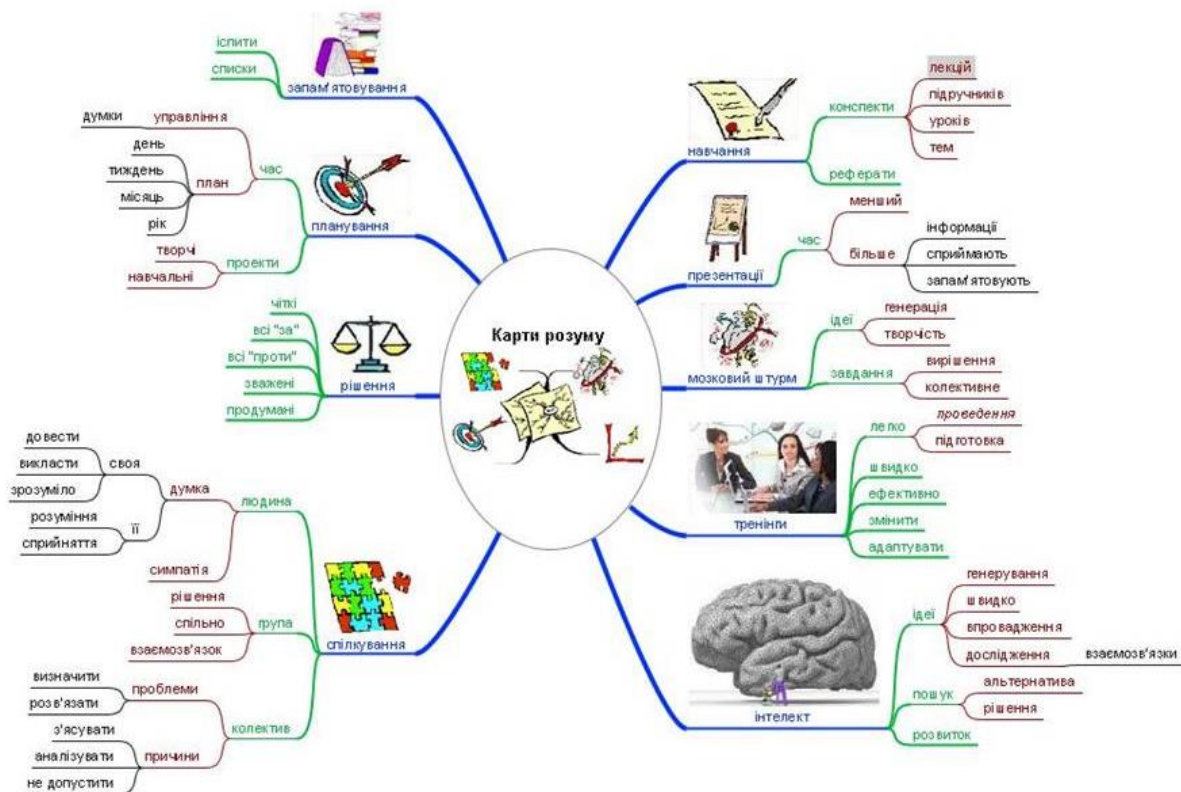 Карти розуму
іспити
списки
запам'ятовування
думки
управління
день
тиждень
місяць
рік
план
час
творчі
навчальні
проекти
планування
чіткі
всі "за"
всі "проти"
зважені
продумані
рішення
довести
викласти
зрозуміло
своя
розуміння
сприйняття
її
думка
симпатія
людина
рішення
спільно
взаємозв'язок
група
визначити
розв'язати
проблеми
з'ясувати
аналізувати
не допустити
причини
колектив
спілкування
навчання
конспекти
лекцій
підручників
уроків
тем
реферати
презентації
час
менший
більше
інформації
сприймають
запам'ятовують
мозковий штурм
ідеї
генерація
творчість
завдання
вирішення
колективне
тренінги
легко
проведення
підготовка
швидко
ефективно
змінити
адаптувати
інтелект
ідеї
генерування
швидко
впровадження
дослідження
взаємозв'язки
пошук
альтернатива
рішення
розвиток